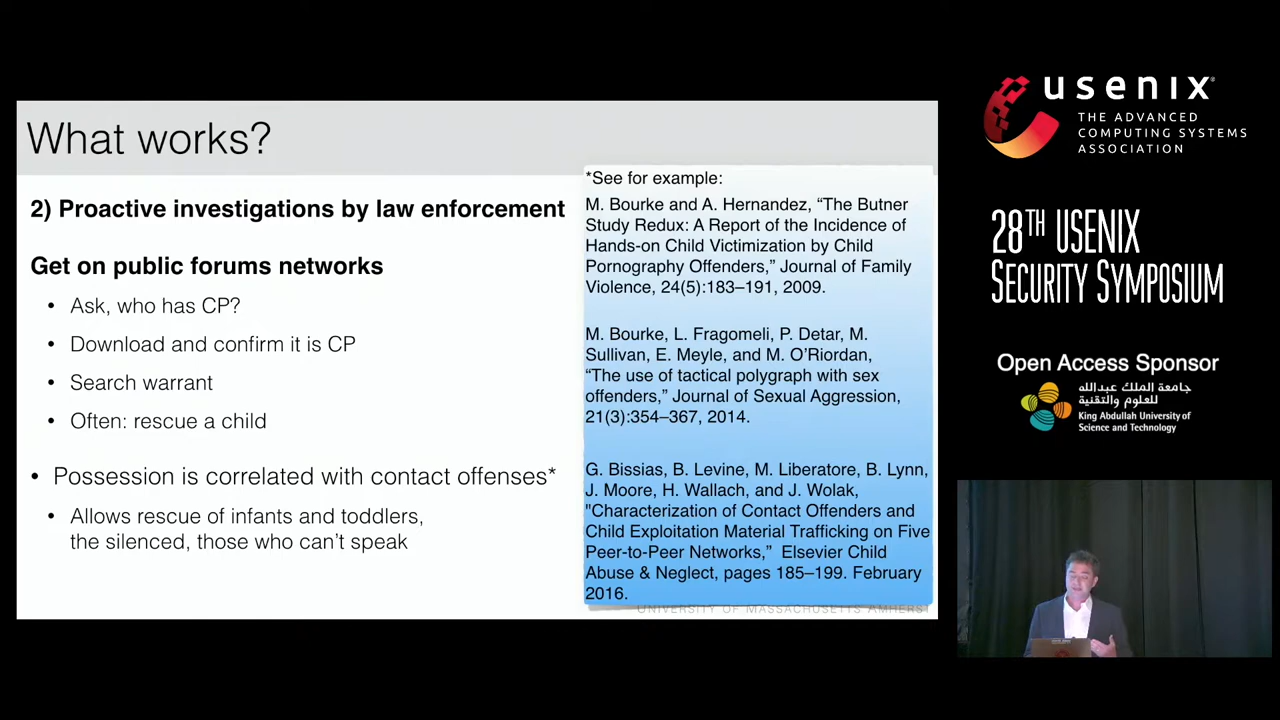 What works?
2) Proactive investigations by law enforcement
Get on public forums networks
• Ask, who has CP?
• Download and confirm it is CP
• Search warrant
• Often: rescue a child
• Possession is correlated with contact offenses*
• Allows rescue of infants and toddlers,
the silenced, those who can't speak
*See for example:
M. Bourke and A. Hernandez, “The Butner
Study Redux: A Report of the Incidence of
Hands-on Child Victimization by Child
Pornography Offenders,” Journal of Family
Violence, 24(5):183–191, 2009.
M. Bourke, L. Fragomeli, P. Detar, M.
Sullivan, E. Meyle, and M. O’Riordan,
“The use of tactical polygraph with sex
offenders,” Journal of Sexual Aggression,
21(3):354–367, 2014.
G. Bissias, B. Levine, M. Liberatore, B. Lynn,
J. Moore, H. Wallach, and J. Wolak,
"Characterization of Contact Offenders and
Child Exploitation Material Trafficking on Five
Peer-to-Peer Networks,” Elsevier Child
Abuse & Neglect, pages 185–199. February
2016.
UNIVERSITY OF MASSACHUSETTS AMHERST
usenix®
THE ADVANCED
COMPUTING SYSTEMS
ASSOCIATION
28TH USENIX
SECURITY SYMPOSIUM
Open Access Sponsor
جامعة الملك عبدالله
للعلوم والتقنية
King Abdullah University of
Science and Technology